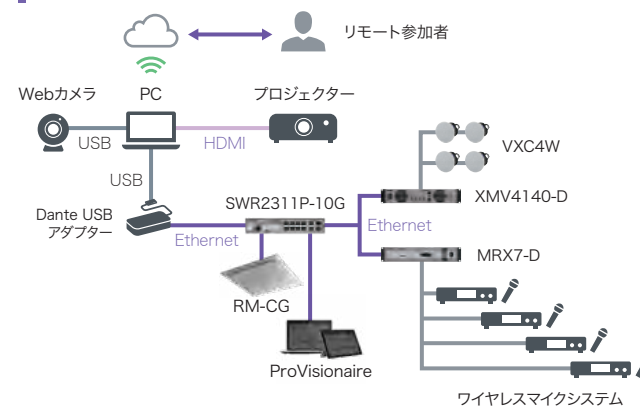 リモート参加者
Webカメラ
PC
プロジェクター
USB
HDMI
VXC4W
USB
SWR2311P-10G
XMV4140-D
Dante USB
アダプター
Ethernet
Ethernet
MRX7-D
RM-CG
ProVisionaire
ワイヤレスマイクシステム